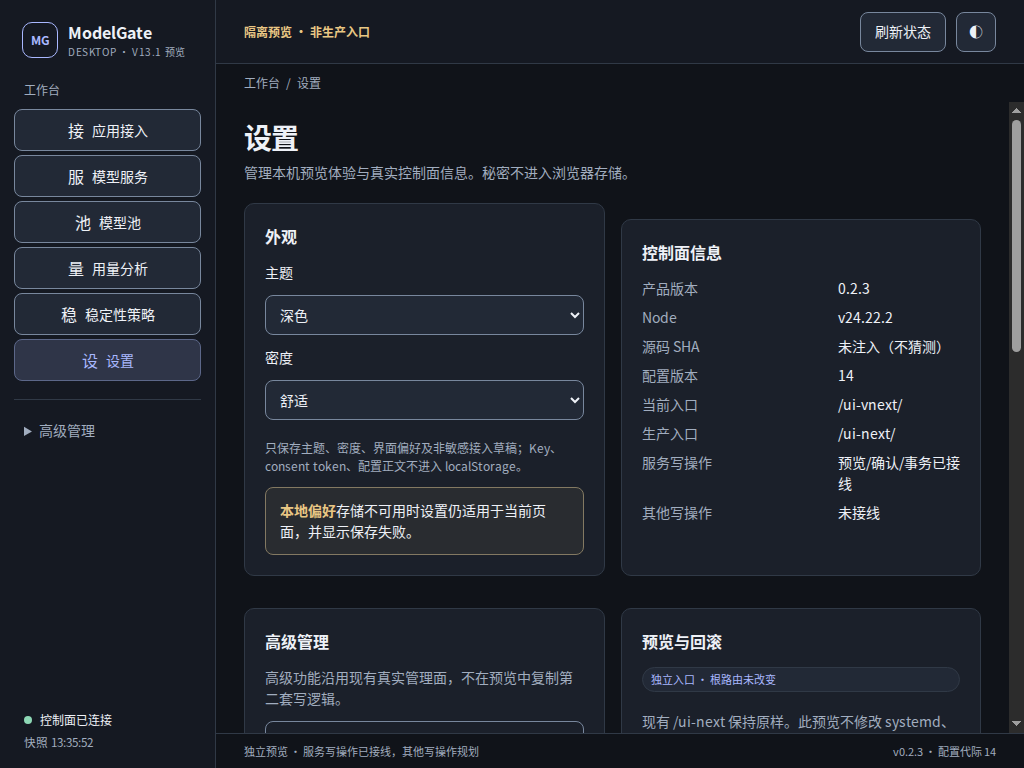 MG
ModelGate
DESKTOP · V13.1 预览
工作台
接 应用接入
服 模型服务
池 模型池
量 用量分析
稳 稳定性策略
设 设置
▶ 高级管理
控制面已连接
快照 13:35:52
隔离预览 · 非生产入口
刷新状态
工作台 / 设置
设置
管理本机预览体验与真实控制面信息。秘密不进入浏览器存储。
外观
主题
深色
密度
舒适
只保存主题、密度、界面偏好及非敏感接入草稿；Key、
consent token、配置正文不进入 localStorage。
本地偏好存储不可用时设置仍适用于当前页
面，并显示保存失败。
控制面信息
产品版本 0.2.3
Node v24.22.2
源码 SHA 未注入（不猜测）
配置版本 14
当前入口 /ui-vnext/
生产入口 /ui-next/
服务写操作 预览/确认/事务已接
线
其他写操作 未接线
高级管理
高级功能沿用现有真实管理面，不在预览中复制第
二套写逻辑。
预览与回滚
独立入口 · 根路由未改变
现有 /ui-next 保持原样。此预览不修改 systemd、
独立预览 · 服务写操作已接线，其他写操作规划
v0.2.3 · 配置代际 14